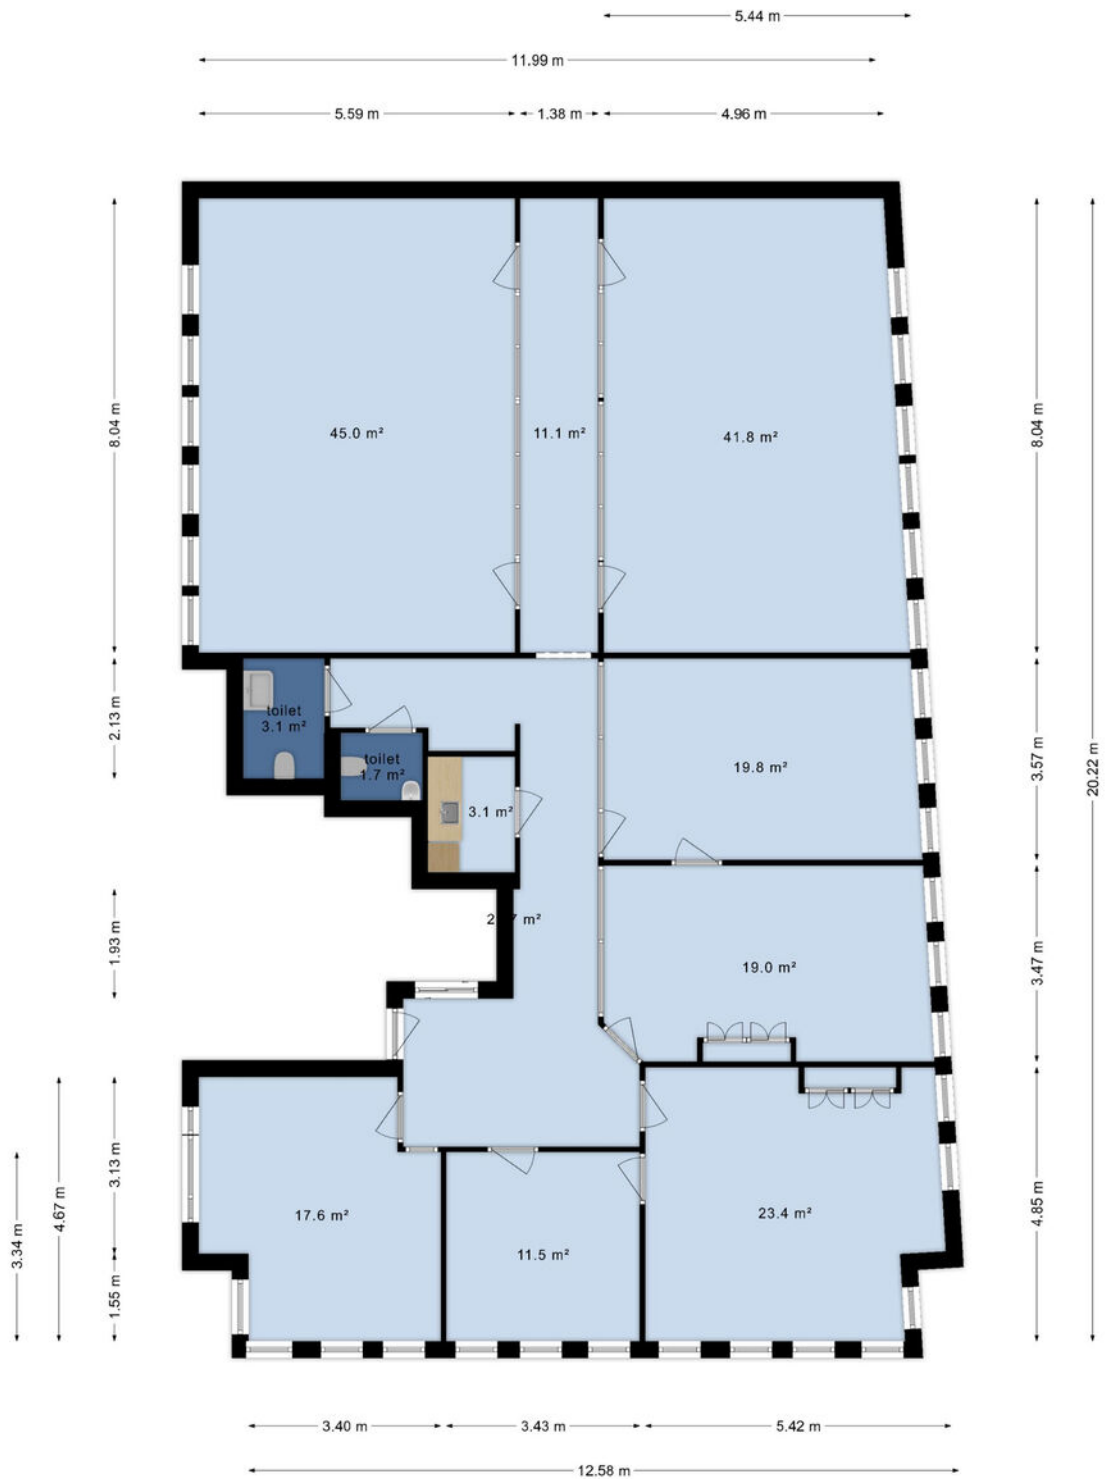 5.44 m
11.99 m
5.59 m
1.38 m
4.96 m
8.04 m
8.04 m
20.22 m
45.0 m²
11.1 m²
41.8 m²
2.13 m
toilet
3.1 m²
toilet
1.7 m²
3.1 m²
19.8 m²
3.57 m
1.93 m
19.0 m²
3.47 m
3.34 m
4.67 m
3.13 m
1.55 m
17.6 m²
11.5 m²
23.4 m²
4.85 m
3.40 m
3.43 m
5.42 m
12.58 m